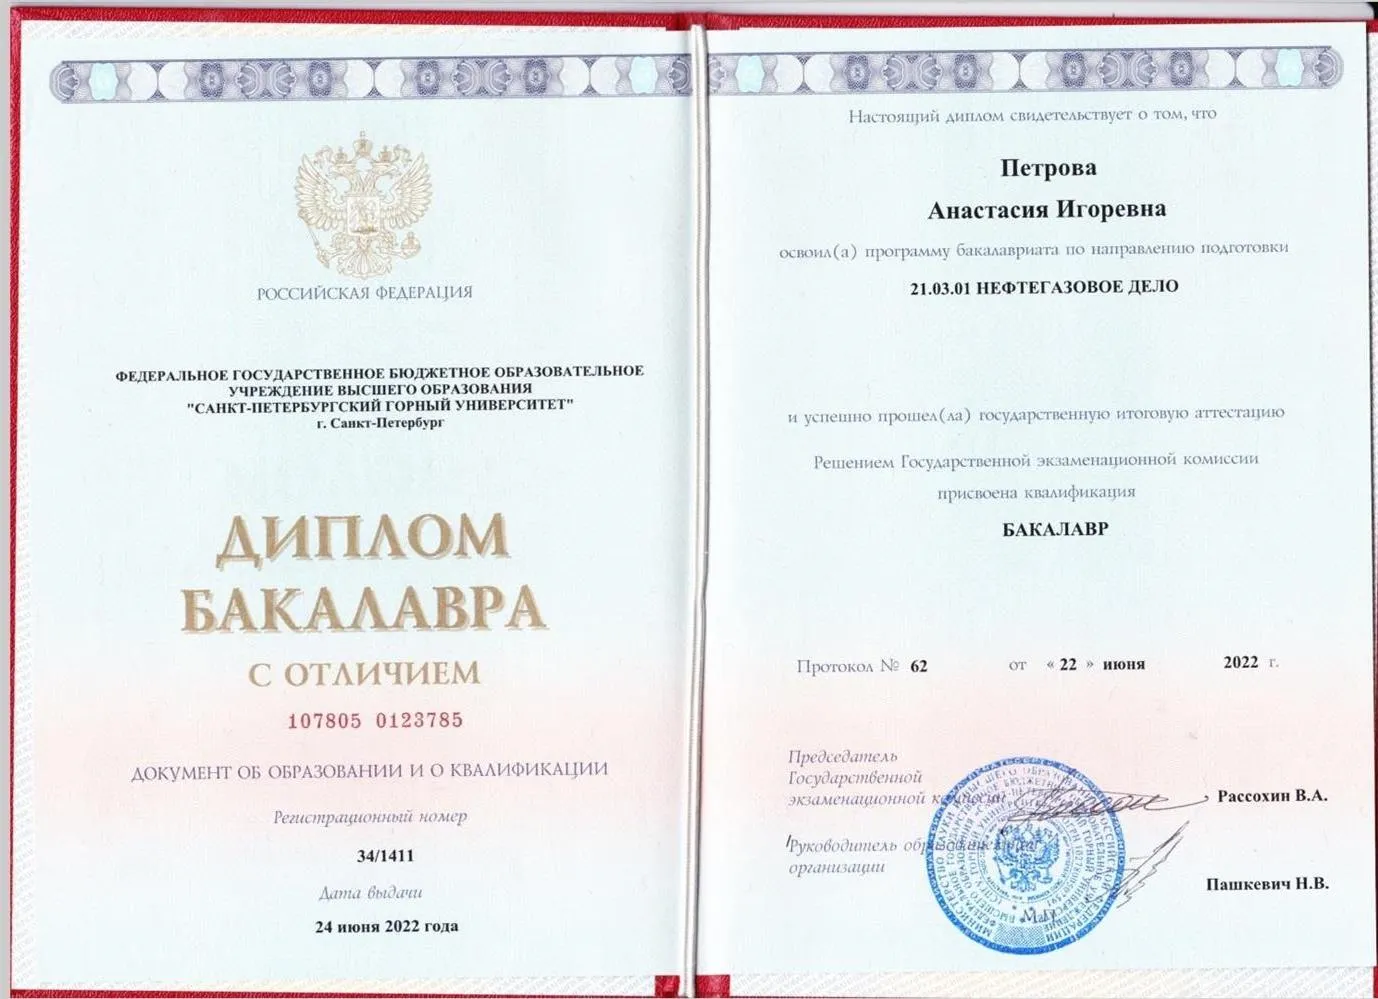 РОССИЙСКАЯ ФЕДЕРАЦИЯ
ФЕДЕРАЛЬНОЕ ГОСУДАРСТВЕННОЕ БЮДЖЕТНОЕ ОБРАЗОВАТЕЛЬНОЕ
УЧРЕЖДЕНИЕ ВЫСШЕГО ОБРАЗОВАНИЯ
"САНКТ-ПЕТЕРБУРГСКИЙ ГОРНЫЙ УНИВЕРСИТЕТ"
г. Санкт-Петербург
ДИПЛОМ
БАКАЛАВРА
С ОТЛИЧИЕМ
107805 0123785
ДОКУМЕНТ ОБ ОБРАЗОВАНИИ И О КВАЛИФИКАЦИИ
Регистрационный номер
34/1411
Дата выдачи
24 июня 2022 года
Настоящий диплом свидетельствует о том, что
Петрова
Анастасия Игоревна
освоил(а) программу бакалавриата по направлению подготовки
21.03.01 НЕФТЕГАЗОВОЕ ДЕЛО
и успешно прошел(ла) государственную итоговую аттестацию
Решением Государственной экзаменационной комиссии
присвоена квалификация
БАКАЛАВР
Протокол № 62 от « 22 » июня 2022 г.
Председатель
Государственной
экзаменационной комиссии Рассохин В.А.
Руководитель образовательной
организации Пашкевич Н.В.
М.П.